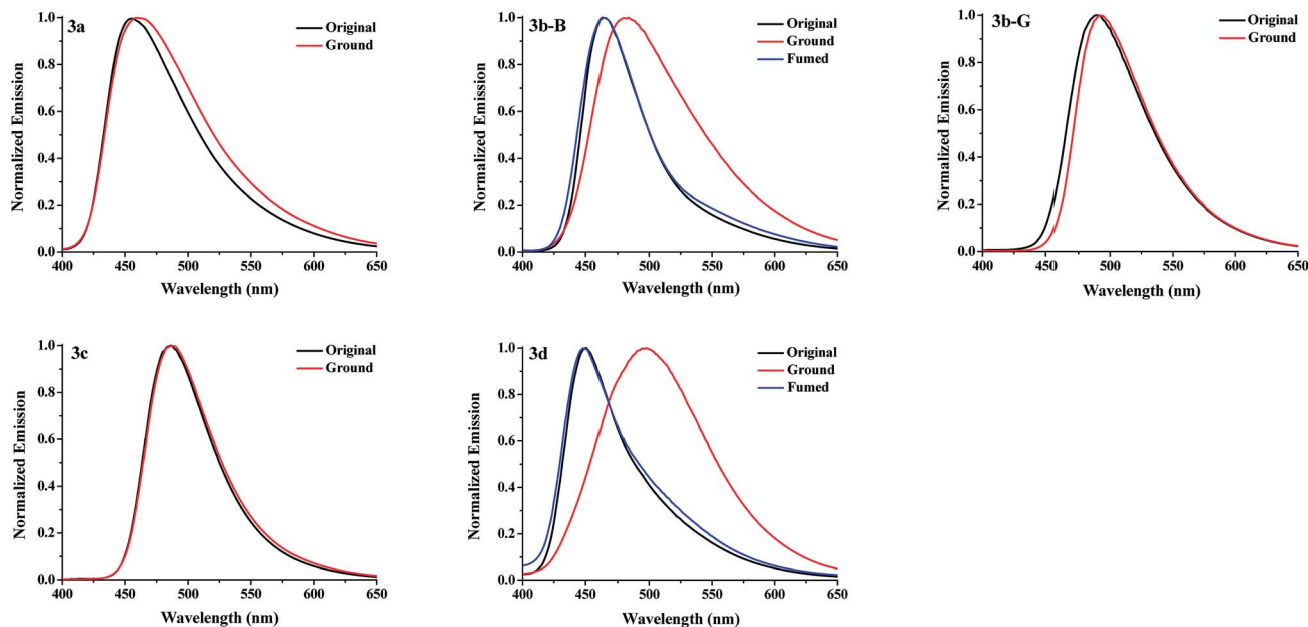 3a
Original
Ground
Normalized Emission
1.0
0.8
0.6
0.4
0.2
0.0
400 450 500 550 600 650
Wavelength (nm)
3b-B
Original
Ground
Fumed
Normalized Emission
1.0
0.8
0.6
0.4
0.2
0.0
400 450 500 550 600 650
Wavelength (nm)
3b-G
Original
Ground
Normalized Emission
1.0
0.8
0.6
0.4
0.2
0.0
400 450 500 550 600 650
Wavelength (nm)
3c
Original
Ground
Normalized Emission
1.0
0.8
0.6
0.4
0.2
0.0
400 450 500 550 600 650
Wavelength (nm)
3d
Original
Ground
Fumed
Normalized Emission
1.0
0.8
0.6
0.4
0.2
0.0
400 450 500 550 600 650
Wavelength (nm)